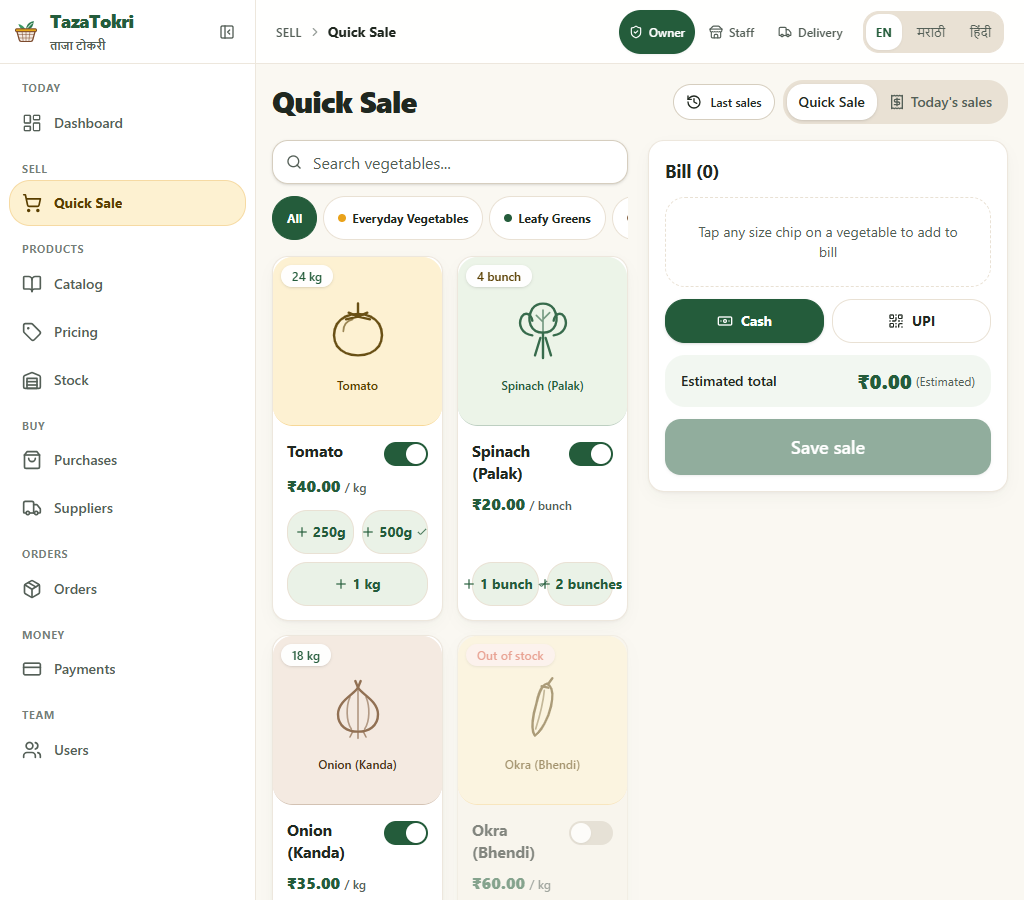 TazaTokri
ताजा टोकरी
TODAY
Dashboard
SELL
Quick Sale
PRODUCTS
Catalog
Pricing
Stock
BUY
Purchases
Suppliers
ORDERS
Orders
MONEY
Payments
TEAM
Users
SELL > Quick Sale
Owner
Staff
Delivery
EN
मराठी
हिंदी
Quick Sale
Last sales
Quick Sale
Today's sales
Search vegetables...
All
Everyday Vegetables
Leafy Greens
24 kg
Tomato
Tomato
₹40.00 / kg
+ 250g
+ 500g ✓
+ 1 kg
4 bunch
Spinach (Palak)
Spinach
(Palak)
₹20.00 / bunch
+ 1 bunch ✓
+ 2 bunches
18 kg
Onion (Kanda)
Onion
(Kanda)
₹35.00 / kg
Out of stock
Okra (Bhendi)
Okra
(Bhendi)
₹60.00 / kg
Bill (0)
Tap any size chip on a vegetable to add to
bill
Cash
UPI
Estimated total
₹0.00 (Estimated)
Save sale